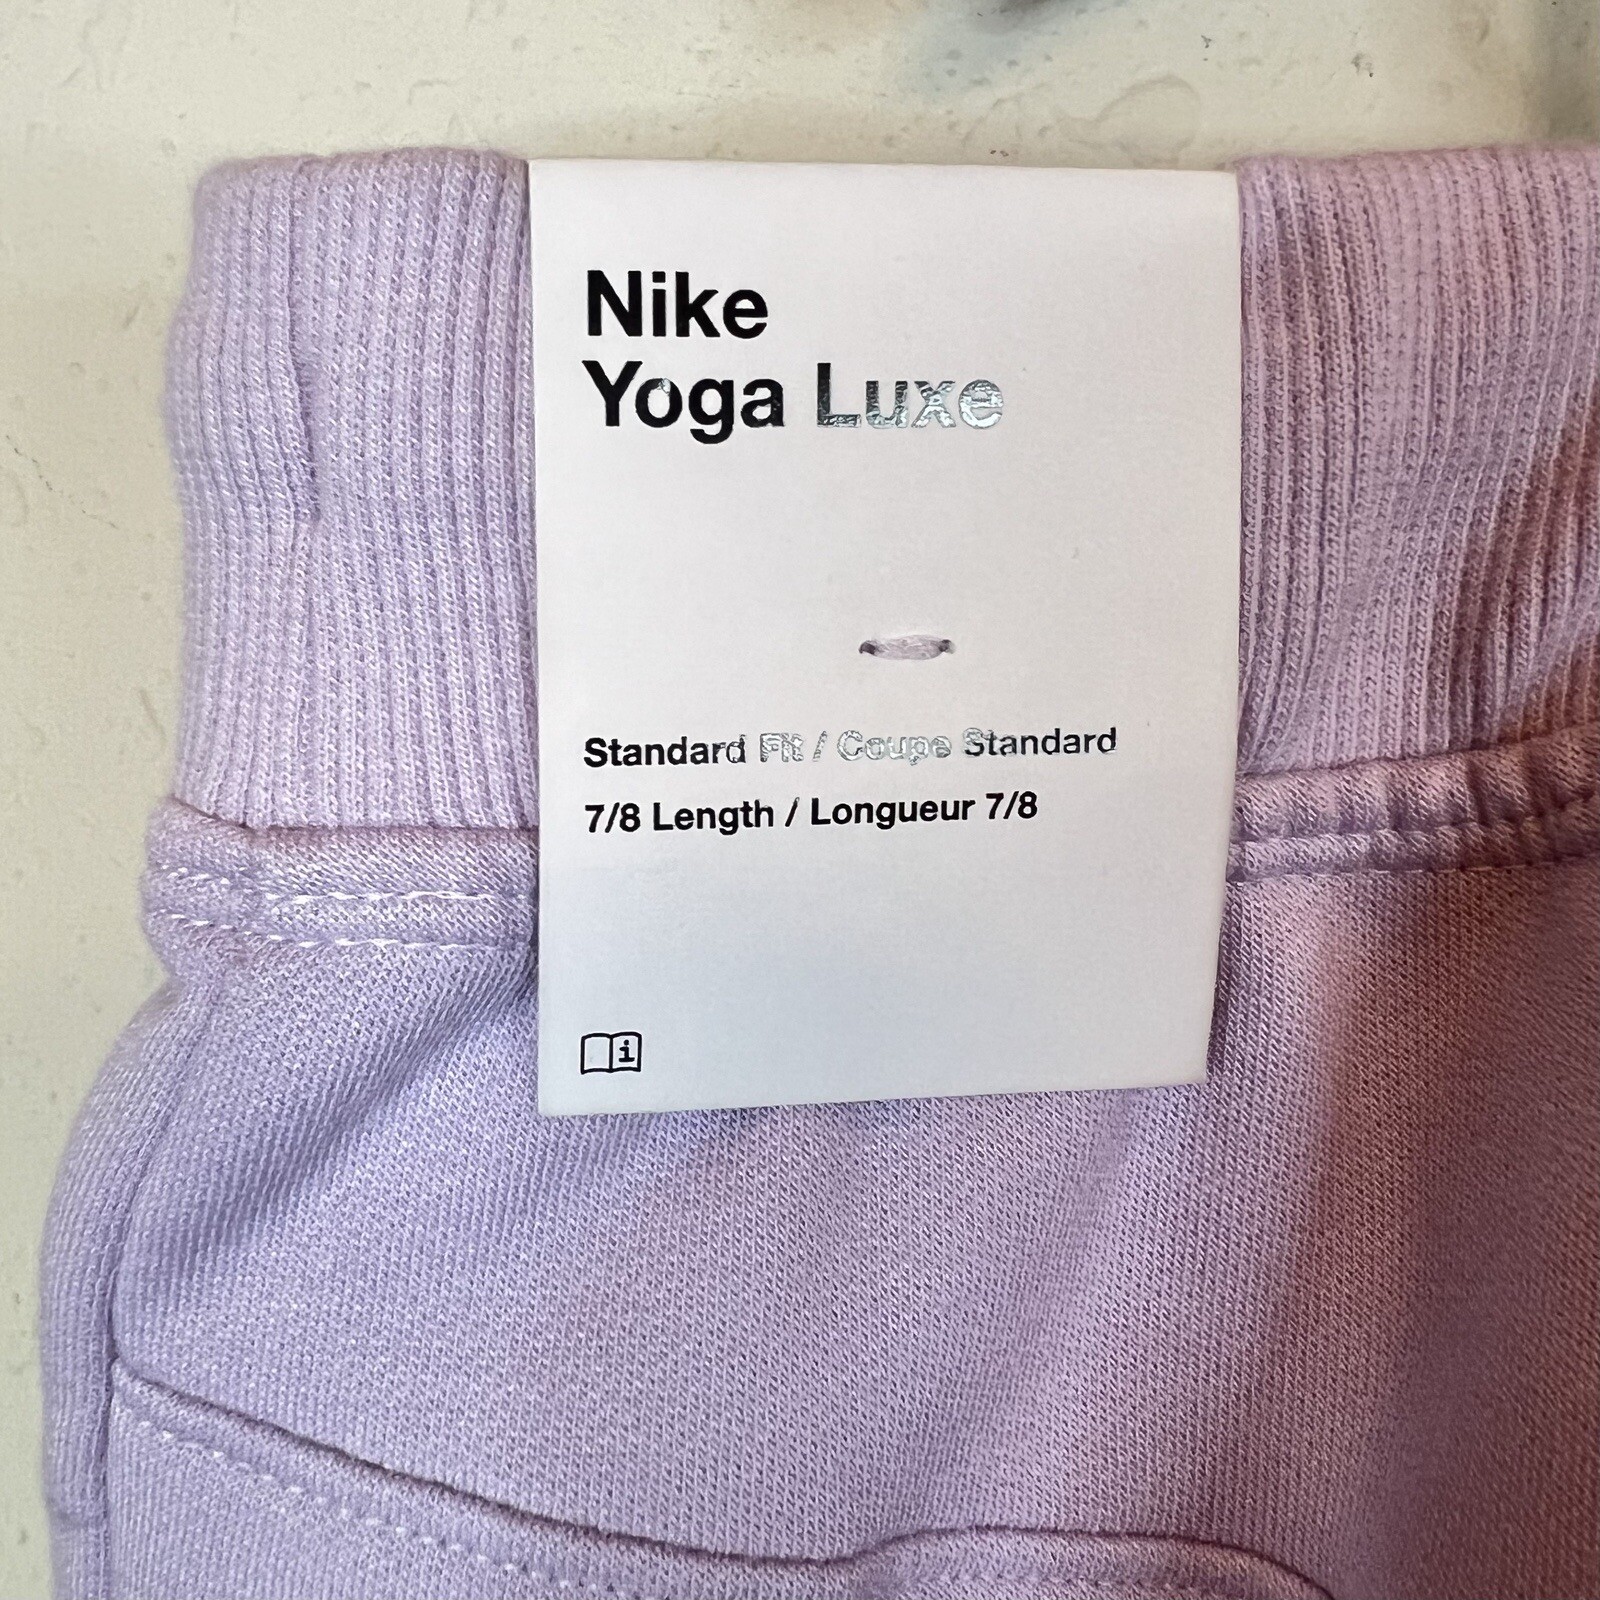 Nike
Yoga Luxe
Standard Fit / Coupe Standard
7/8 Length / Longueur 7/8
i